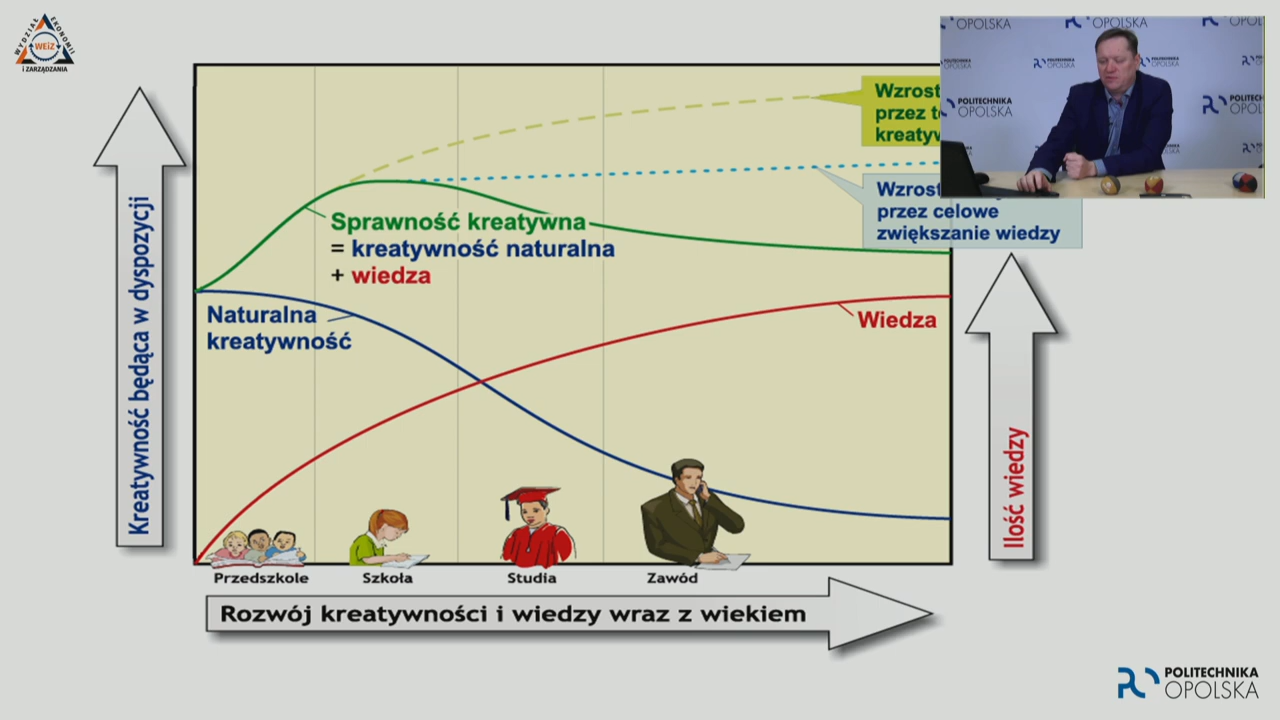 WYDZIAŁ EKONOMII
WEiZ
I ZARZĄDZANIA
Kreatywność będąca w dyspozycji
Wzrost
przez
kreatyw
Wzrost
przez celowe
zwiększanie wiedzy
Sprawność kreatywna
= kreatywność naturalna
+ wiedza
Naturalna
kreatywność
Wiedza
Ilość wiedzy
Przedszkole
Szkoła
Studia
Zawód
Rozwój kreatywności i wiedzy wraz z wiekiem
OPOLSKA
OPOLSKA
POLITECHNIKA
OPOLSKA
POLITECHNIKA
OPOLSKA
POLITECHNIKA
OPOLSKA